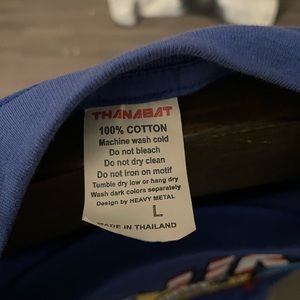 THANABAT
100% COTTON
Machine wash cold
Do not bleach
Do not dry clean
Do not iron on motif
Tumble dry low or hang dry
Wash dark colors separately
Design by HEAVY METAL
L
MADE IN THAILAND